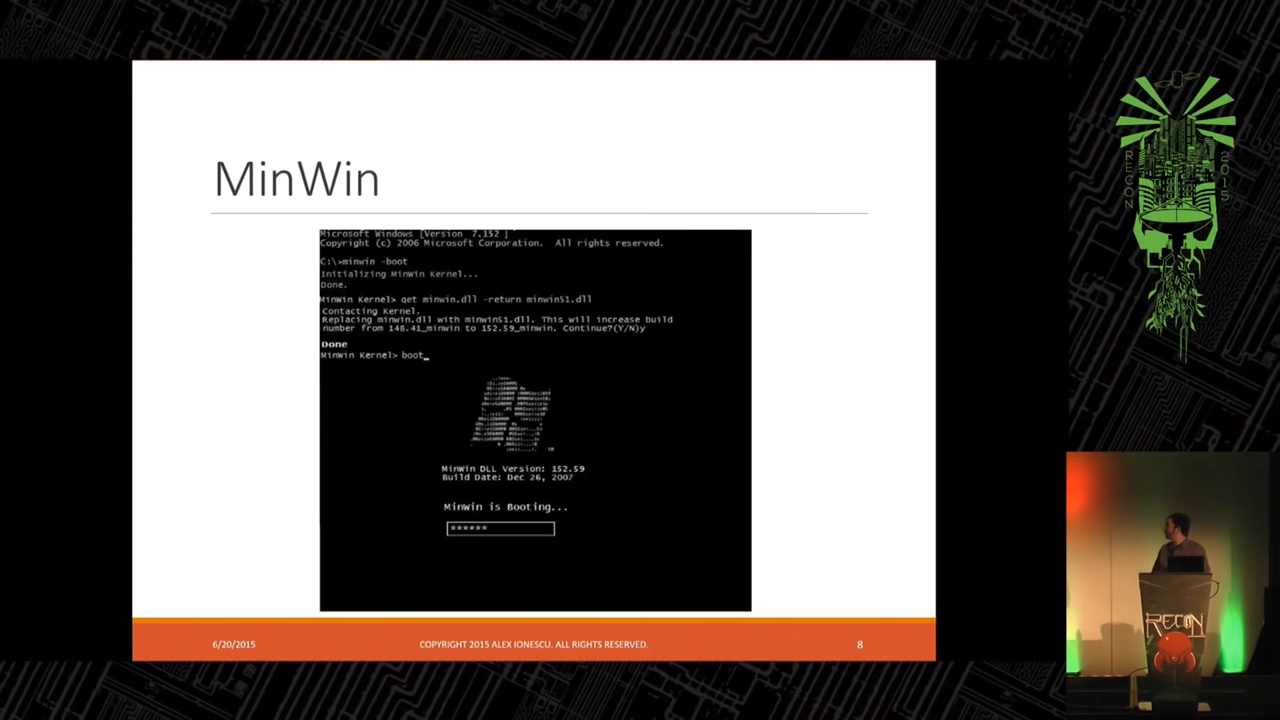 MinWin
Microsoft Windows [Version 7.152 ]
Copyright (c) 2006 Microsoft Corporation. All rights reserved.
C:\>minwin -boot
Initializing MinWin Kernel...
Done.
MinWin Kernel> get minwin.dll -return minwin51.dll
Contacting Kernel.
Replacing minwin.dll with minwin51.dll. This will increase build
number from 148.41_minwin to 152.59_minwin. Continue?(Y/N)y
Done
MinWin Kernel> boot_
MinWin DLL Version: 152.59
Build Date: Dec 26, 2007
MinWin is Booting...
******
6/20/2015
COPYRIGHT 2015 ALEX IONESCU. ALL RIGHTS RESERVED.
8
RECON
2015
RECON